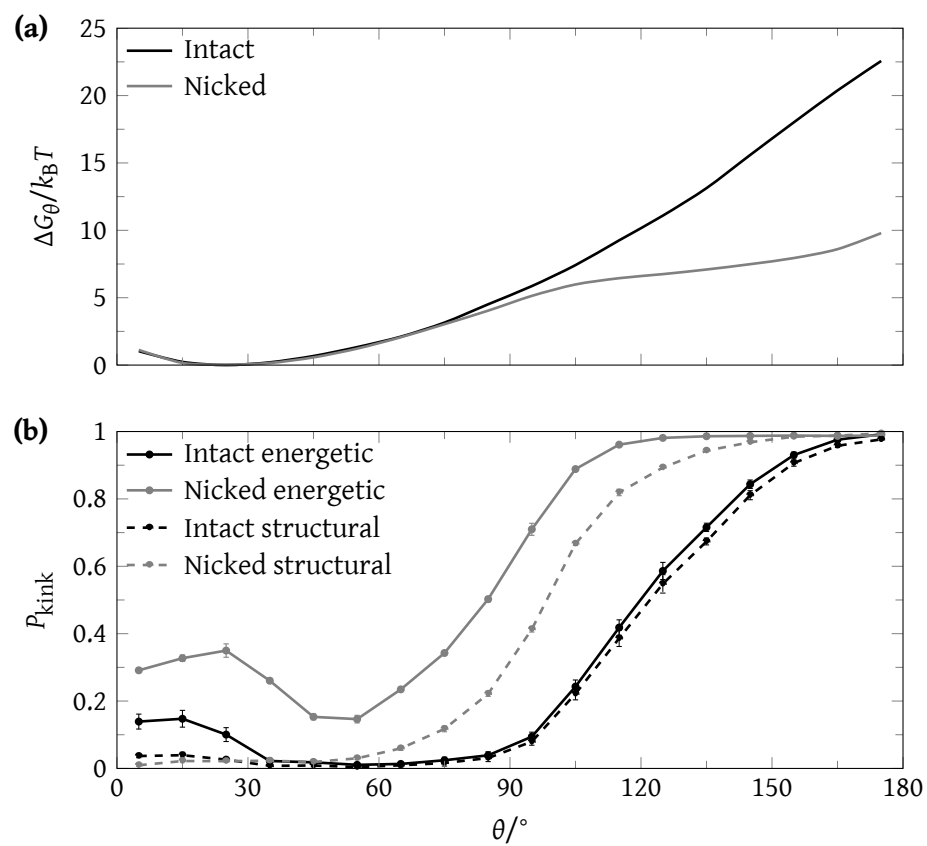 (a)
25
20
15
10
5
0
ΔG_θ/k_BT
Intact
Nicked
(b)
1
0.8
0.6
0.4
0.2
0
P_kink
Intact energetic
Nicked energetic
Intact structural
Nicked structural
0 30 60 90 120 150 180
θ/°